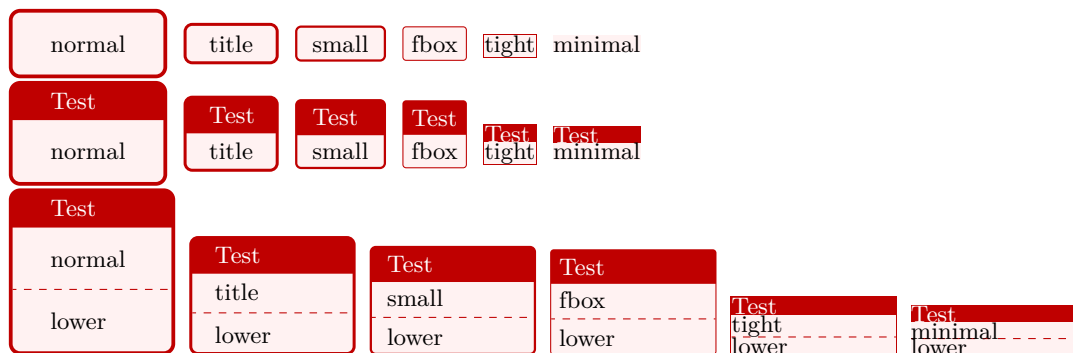 normal title small fbox tight minimal
Test Test Test Test Test Test
normal title small fbox tight minimal
Test
normal
lower
Test
title
lower
Test
small
lower
Test
fbox
lower
Test
tight
lower
Test
minimal
lower